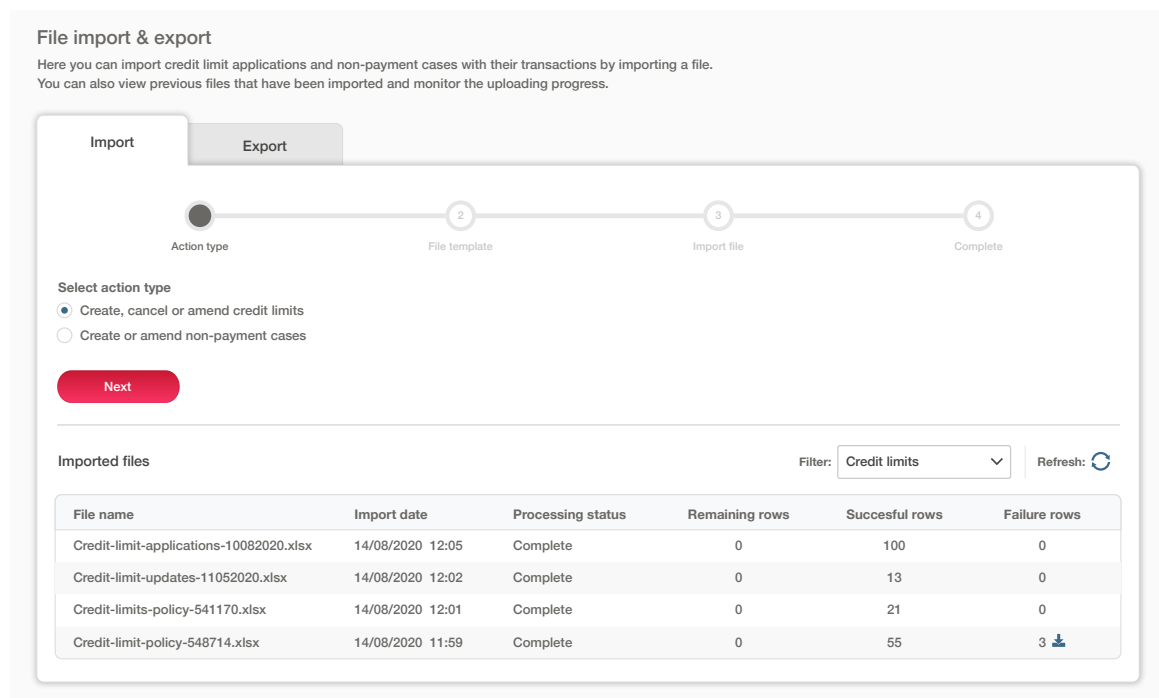 File import & export
Here you can import credit limit applications and non-payment cases with their transactions by importing a file.
You can also view previous files that have been imported and monitor the uploading progress.
Import
Export
2
3
4
Action type
File template
Import file
Complete
Select action type
Create, cancel or amend credit limits
Create or amend non-payment cases
Next
Imported files
Filter: Credit limits
Refresh:
File name Import date Processing status Remaining rows Succesful rows Failure rows
Credit-limit-applications-10082020.xlsx 14/08/2020 12:05 Complete 0 100 0
Credit-limit-updates-11052020.xlsx 14/08/2020 12:02 Complete 0 13 0
Credit-limits-policy-541170.xlsx 14/08/2020 12:01 Complete 0 21 0
Credit-limit-policy-548714.xlsx 14/08/2020 11:59 Complete 0 55 3